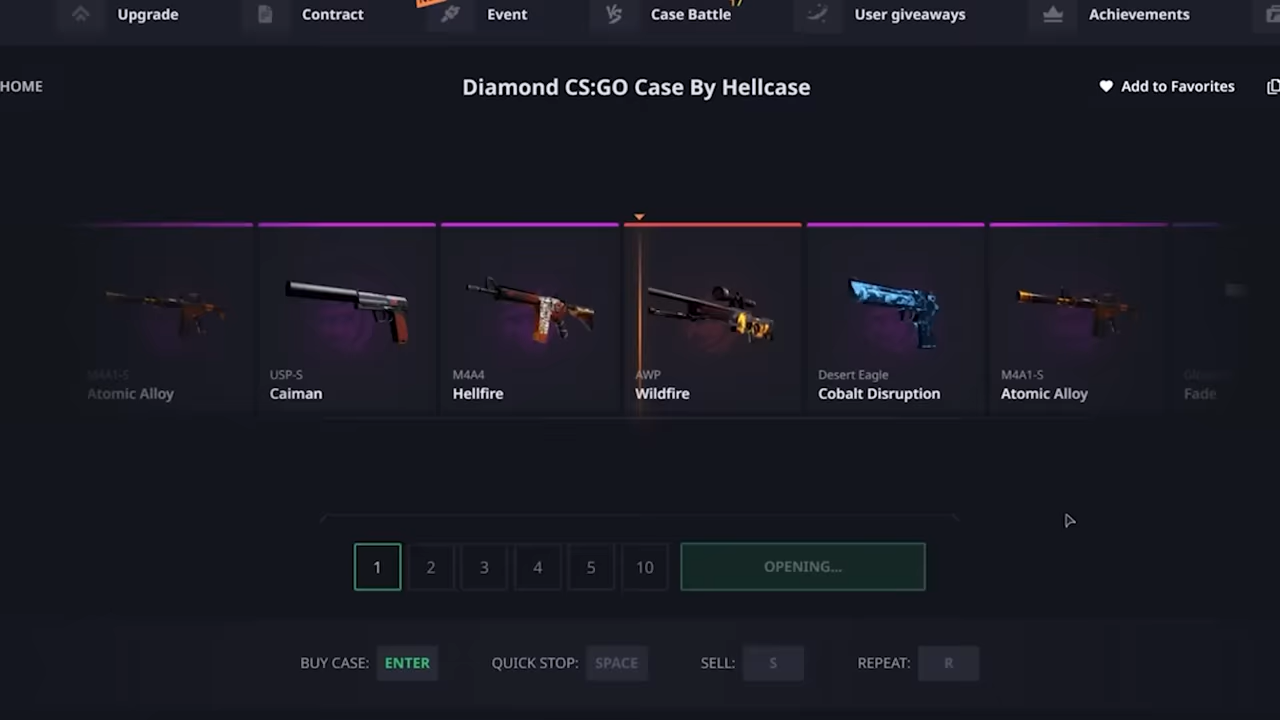 Upgrade
Contract
Event
Case Battle
17
User giveaways
Achievements
HOME
Diamond CS:GO Case By Hellcase
Add to Favorites
M4A1-S
Atomic Alloy
USP-S
Caiman
M4A4
Hellfire
AWP
Wildfire
Desert Eagle
Cobalt Disruption
M4A1-S
Atomic Alloy
Fade
1
2
3
4
5
10
OPENING...
BUY CASE: ENTER
QUICK STOP: SPACE
SELL: S
REPEAT: R